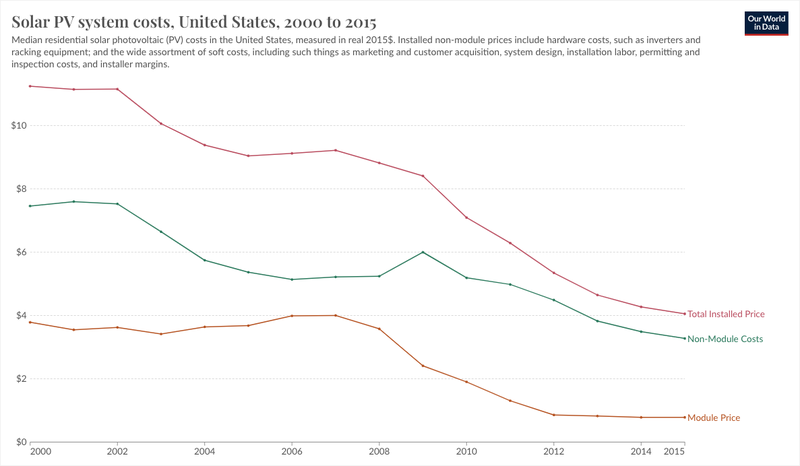 Solar PV system costs, United States, 2000 to 2015
Our World
in Data
Median residential solar photovoltaic (PV) costs in the United States, measured in real 2015$. Installed non-module prices include hardware costs, such as inverters and
racking equipment; and the wide assortment of soft costs, including such things as marketing and customer acquisition, system design, installation labor, permitting and
inspection costs, and installer margins.
$10
$8
$6
$4
$2
$0
Total Installed Price
Non-Module Costs
Module Price
2000 2002 2004 2006 2008 2010 2012 2014 2015